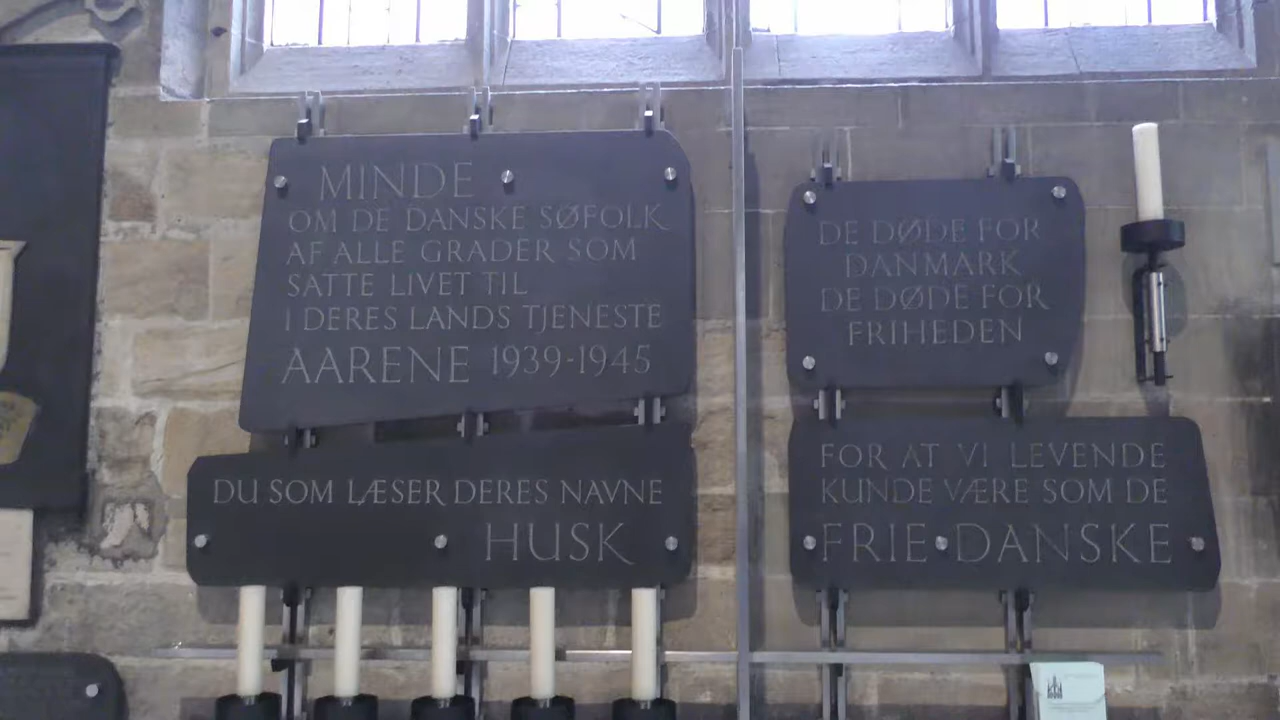 MINDE
OM DE DANSKE SØFOLK
AF ALLE GRADER SOM
SATTE LIVET TIL
I DERES LANDS TJENESTE
AARENE 1939-1945
DU SOM LÆSER DERES NAVNE
HUSK
DE DØDE FOR
DANMARK
DE DØDE FOR
FRIHEDEN
FOR AT VI LEVENDE
KUNDE VÆRE SOM DE
FRIE DANSKE